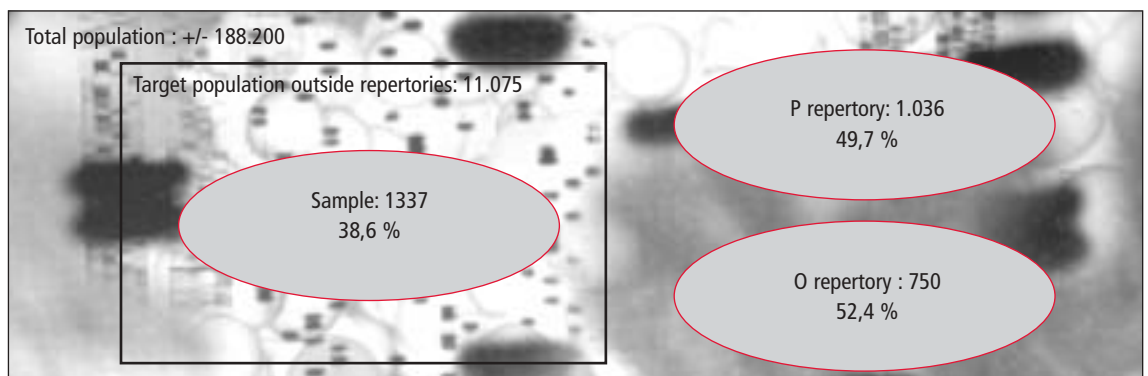 Total population : +/- 188.200
Target population outside repertories: 11.075
Sample: 1337
38,6 %
P repertory: 1.036
49,7 %
O repertory : 750
52,4 %